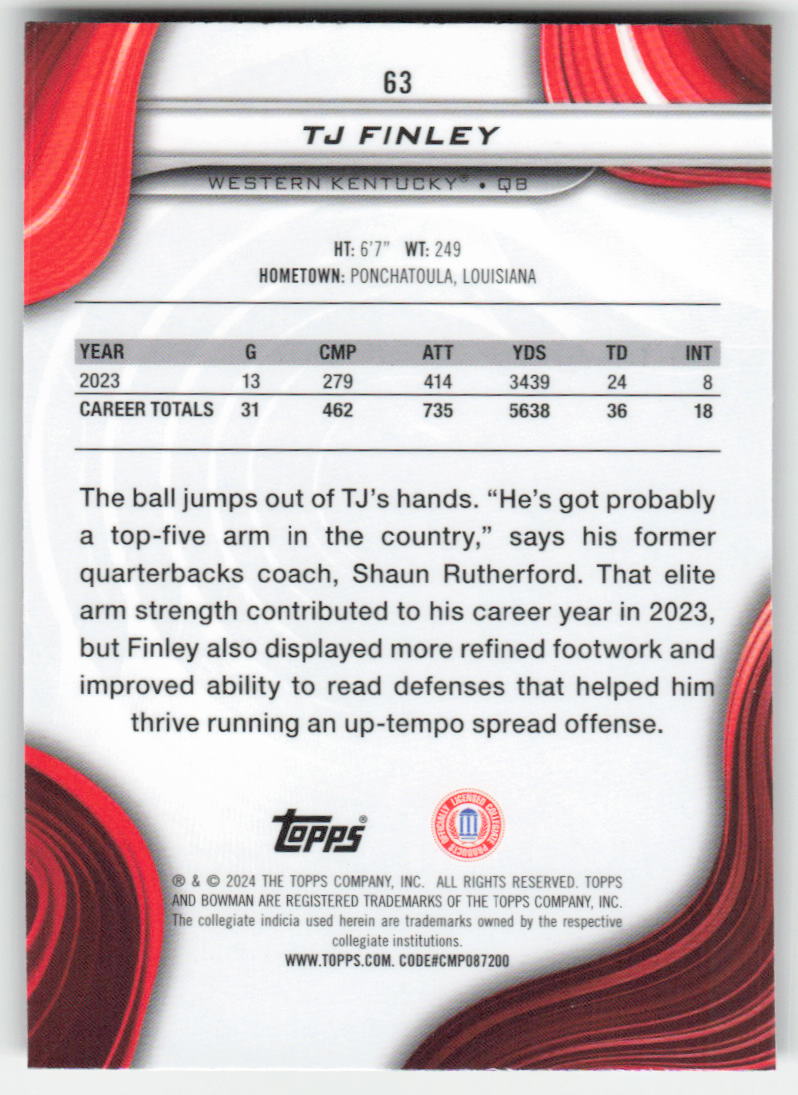 63
TJ FINLEY
WESTERN KENTUCKY® • QB
HT: 6'7" WT: 249
HOMETOWN: PONCHATOULA, LOUISIANA
YEAR G CMP ATT YDS TD INT
2023 13 279 414 3439 24 8
CAREER TOTALS 31 462 735 5638 36 18
The ball jumps out of TJ's hands. "He's got probably
a top-five arm in the country," says his former
quarterbacks coach, Shaun Rutherford. That elite
arm strength contributed to his career year in 2023,
but Finley also displayed more refined footwork and
improved ability to read defenses that helped him
thrive running an up-tempo spread offense.
topps®
OFFICIALLY LICENSED COLLEGIATE PRODUCTS
® & © 2024 THE TOPPS COMPANY, INC. ALL RIGHTS RESERVED. TOPPS
AND BOWMAN ARE REGISTERED TRADEMARKS OF THE TOPPS COMPANY, INC.
The collegiate indicia used herein are trademarks owned by the respective
collegiate institutions.
WWW.TOPPS.COM. CODE#CMP087200